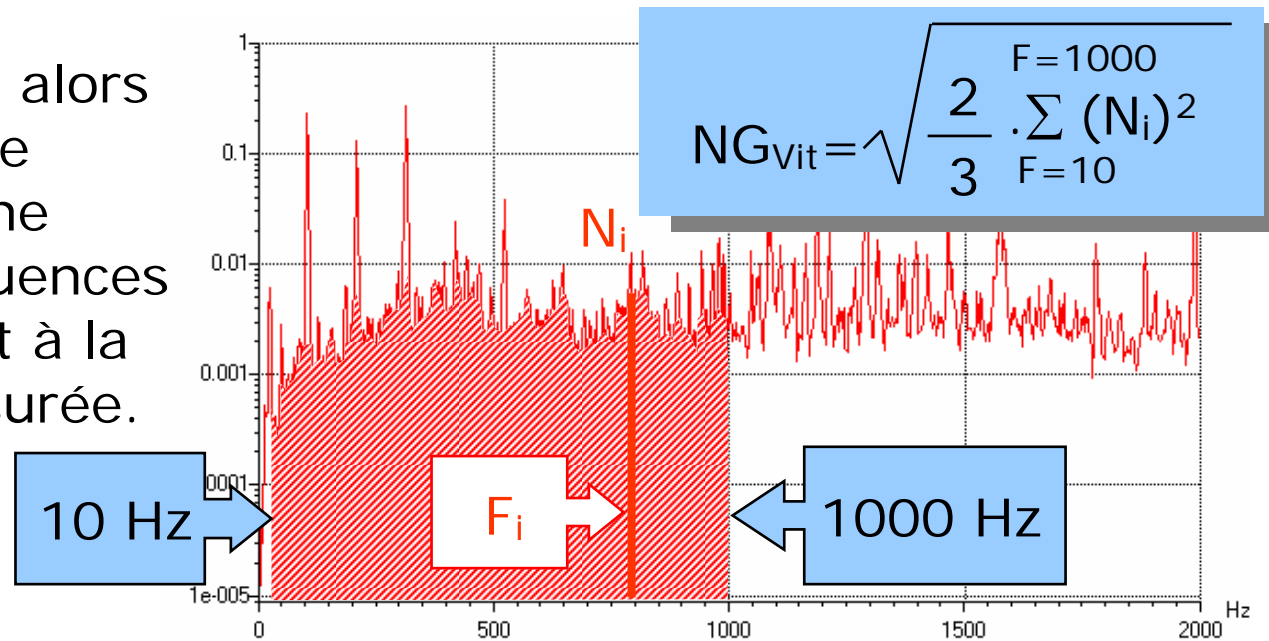 alors
e
ne
uences
t à la
urée.
NGVit = √ 2/3 .∑ (Ni)²
F=1000
F=10
1
0.1
0.01
0.001
0001
1e-005
Ni
10 Hz
Fi
1000 Hz
0
500
1000
1500
2000
Hz